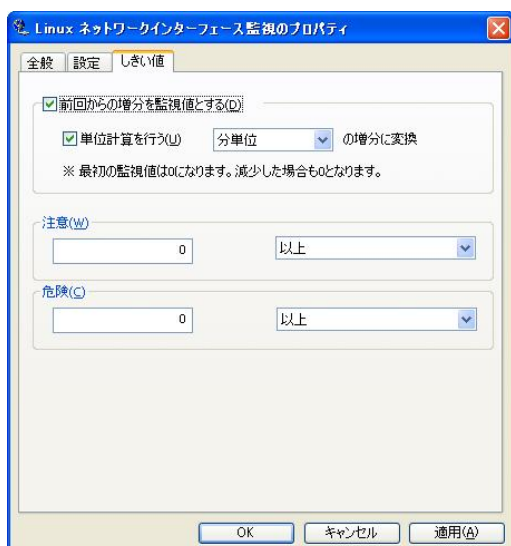 Linux ネットワークインターフェース監視のプロパティ
全般 設定 しきい値
前回からの増分を監視値とする(D)
単位計算を行う(U) 分単位 の増分に変換
※ 最初の監視値は0になります。減少した場合も0となります。
注意(W)
0 以上
危険(C)
0 以上
OK キャンセル 適用(A)